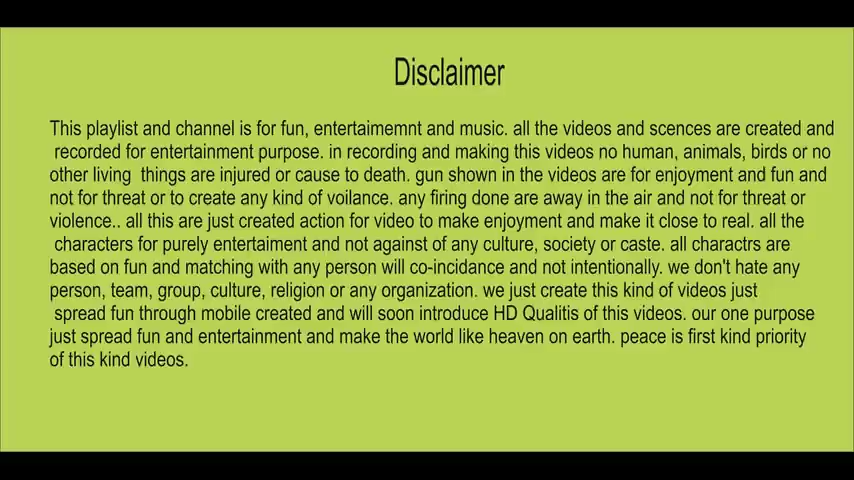 Disclaimer
This playlist and channel is for fun, entertaimemnt and music. all the videos and scences are created and
recorded for entertainment purpose. in recording and making this videos no human, animals, birds or no
other living things are injured or cause to death. gun shown in the videos are for enjoyment and fun and
not for threat or to create any kind of voilance. any firing done are away in the air and not for threat or
violence.. all this are just created action for video to make enjoyment and make it close to real. all the
characters for purely entertaiment and not against of any culture, society or caste. all charactrs are
based on fun and matching with any person will co-incidance and not intentionally. we don't hate any
person, team, group, culture, religion or any organization. we just create this kind of videos just
spread fun through mobile created and will soon introduce HD Qualitis of this videos. our one purpose
just spread fun and entertainment and make the world like heaven on earth. peace is first kind priority
of this kind videos.